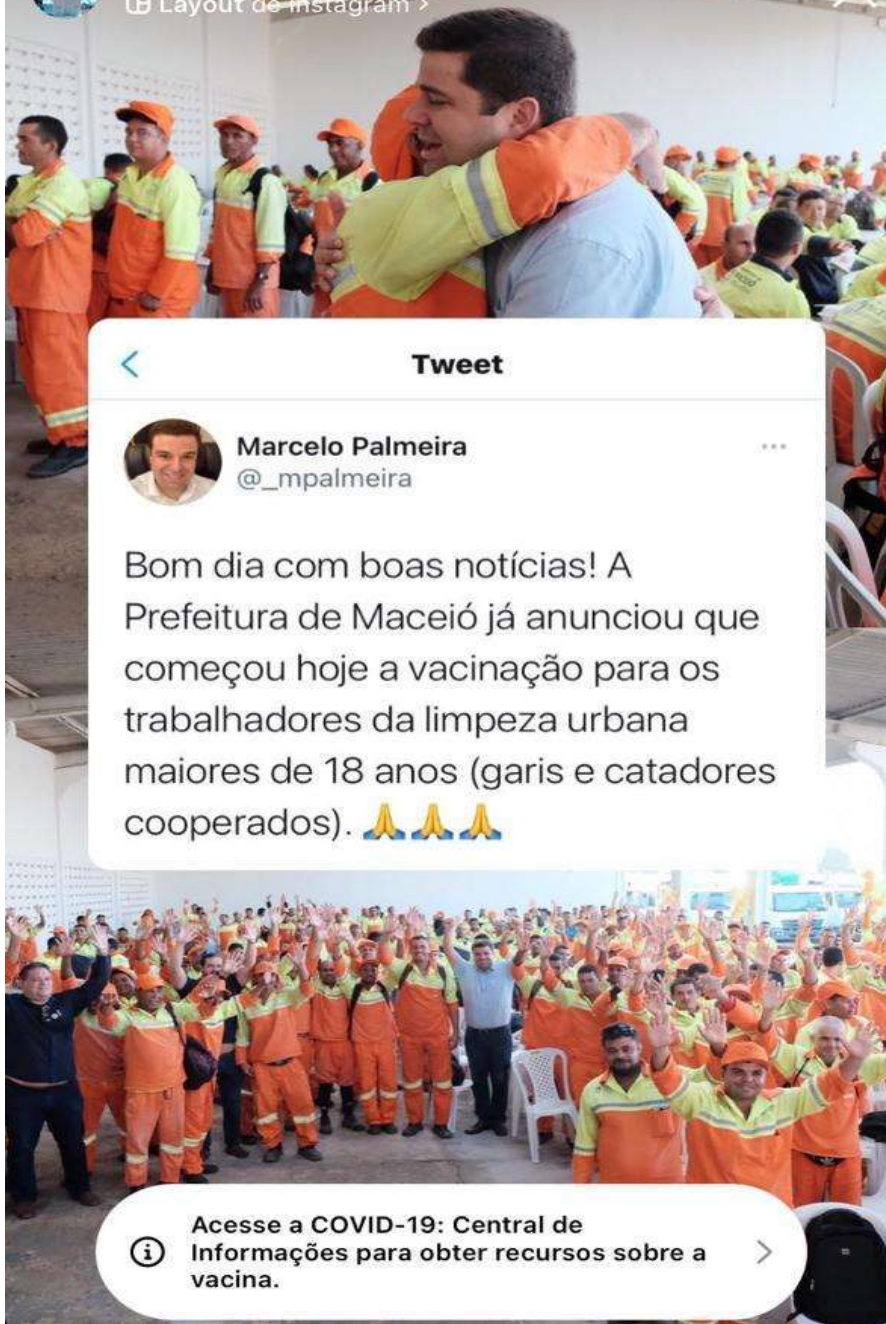 Layout de Instagram >
Tweet
Marcelo Palmeira
@_mpalmeira
Bom dia com boas notícias! A
Prefeitura de Maceió já anunciou que
começou hoje a vacinação para os
trabalhadores da limpeza urbana
maiores de 18 anos (garis e catadores
cooperados). 🙏🙏🙏
Acesse a COVID-19: Central de
Informações para obter recursos sobre a
vacina.